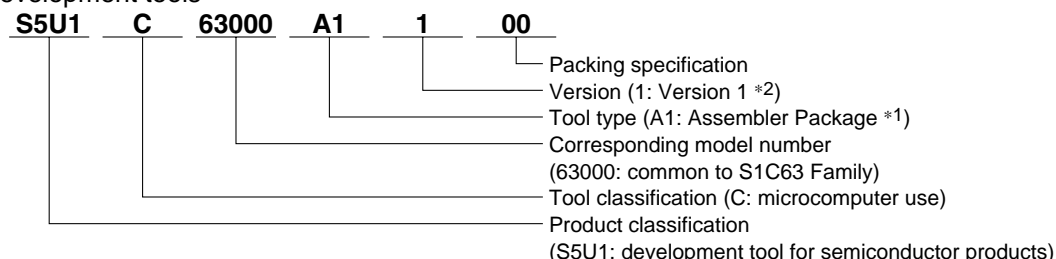 evelopment tools
S5U1 C 63000 A1 1 00
Packing specification
Version (1: Version 1 *2)
Tool type (A1: Assembler Package *1)
Corresponding model number
(63000: common to S1C63 Family)
Tool classification (C: microcomputer use)
Product classification
(S5U1: development tool for semiconductor products)